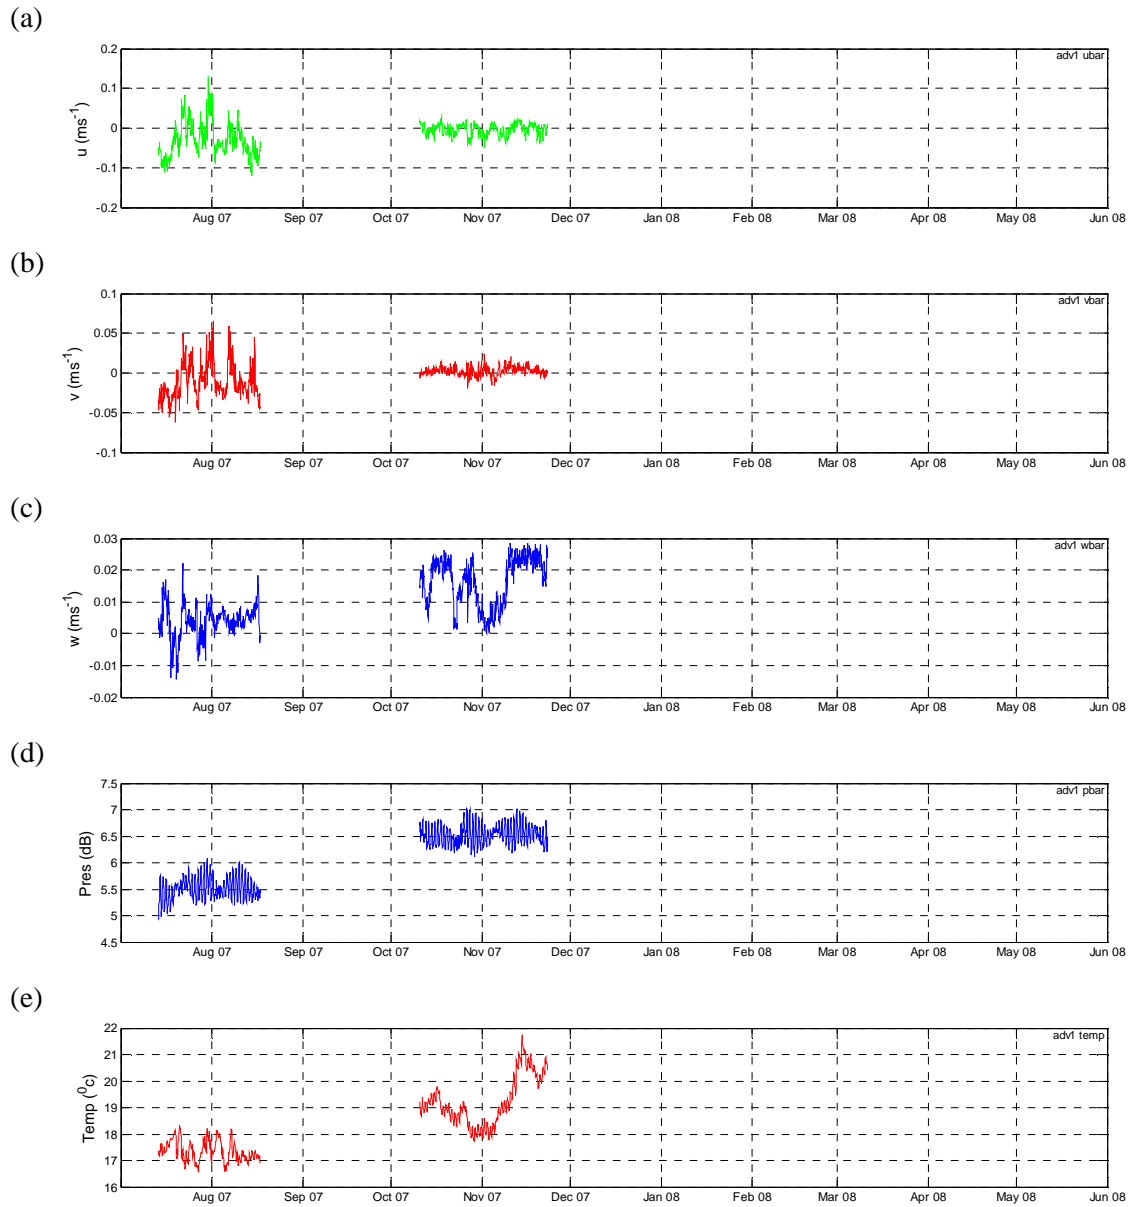 (a)
adv1 ubar
0.2
0.1
0
-0.1
-0.2
u (ms-1)
Aug 07 Sep 07 Oct 07 Nov 07 Dec 07 Jan 08 Feb 08 Mar 08 Apr 08 May 08 Jun 08
(b)
adv1 vbar
0.1
0.05
0
-0.05
-0.1
v (ms-1)
Aug 07 Sep 07 Oct 07 Nov 07 Dec 07 Jan 08 Feb 08 Mar 08 Apr 08 May 08 Jun 08
(c)
adv1 wbar
0.03
0.02
0.01
0
-0.01
-0.02
w (ms-1)
Aug 07 Sep 07 Oct 07 Nov 07 Dec 07 Jan 08 Feb 08 Mar 08 Apr 08 May 08 Jun 08
(d)
adv1 pbar
7.5
7
6.5
6
5.5
5
4.5
Pres (dB)
Aug 07 Sep 07 Oct 07 Nov 07 Dec 07 Jan 08 Feb 08 Mar 08 Apr 08 May 08 Jun 08
(e)
adv1 temp
22
21
20
19
18
17
16
Temp (0c)
Aug 07 Sep 07 Oct 07 Nov 07 Dec 07 Jan 08 Feb 08 Mar 08 Apr 08 May 08 Jun 08